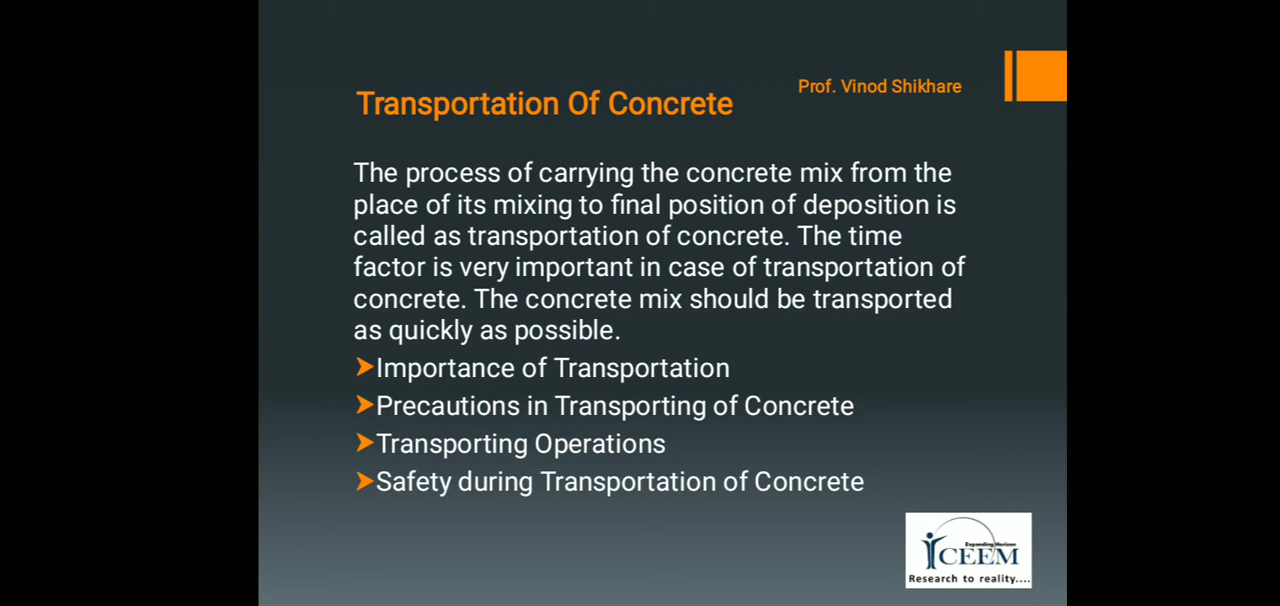 Prof. Vinod Shikhare
Transportation Of Concrete
The process of carrying the concrete mix from the
place of its mixing to final position of deposition is
called as transportation of concrete. The time
factor is very important in case of transportation of
concrete. The concrete mix should be transported
as quickly as possible.
➤Importance of Transportation
➤Precautions in Transporting of Concrete
➤Transporting Operations
➤Safety during Transportation of Concrete
Expanding Horizon
ICEEM
Research to reality....